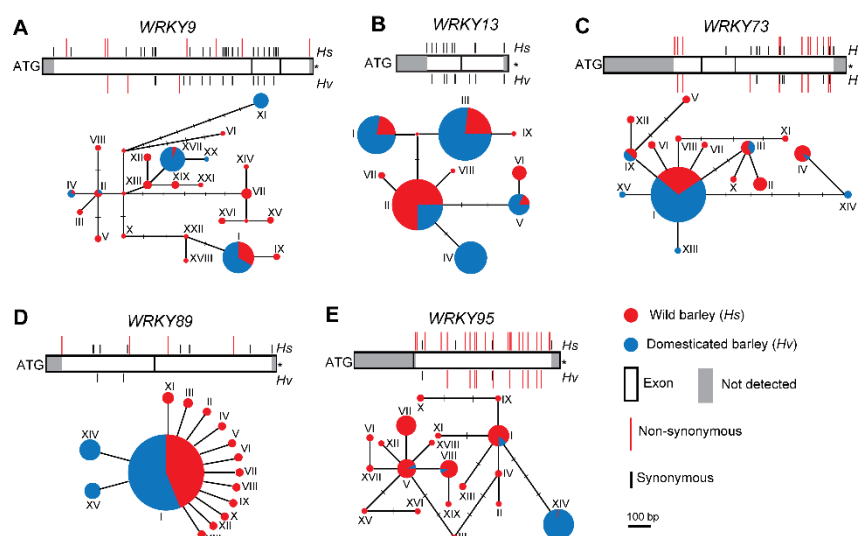 A
WRKY9
Hs
ATG
*
Hv
XI
VIII
VI
XVII
XII
XX
XIV
IV
II
XIII
XIX
XXI
VII
III
V
X
XXII
I
XVI
XV
XVIII
IX
B
WRKY13
Hs
ATG
*
Hv
I
III
IX
VII
VIII
VI
II
V
IV
C
WRKY73
H
ATG
*
H
V
XII
IX
VI
VIII
VII
XI
III
IV
X
II
XV
I
XIV
XIII
D
WRKY89
Hs
ATG
*
Hv
XI
III
II
IV
V
VI
VII
VIII
IX
X
XII
XIV
XV
I
E
WRKY95
Hs
ATG
*
Hv
X
IX
VII
VI
XII
XI
XVIII
VIII
I
XVII
V
XIII
IV
XIX
II
XV
XVI
XIV
Wild barley (Hs)
Domesticated barley (Hv)
Exon
Not detected
Non-synonymous
Synonymous
100 bp